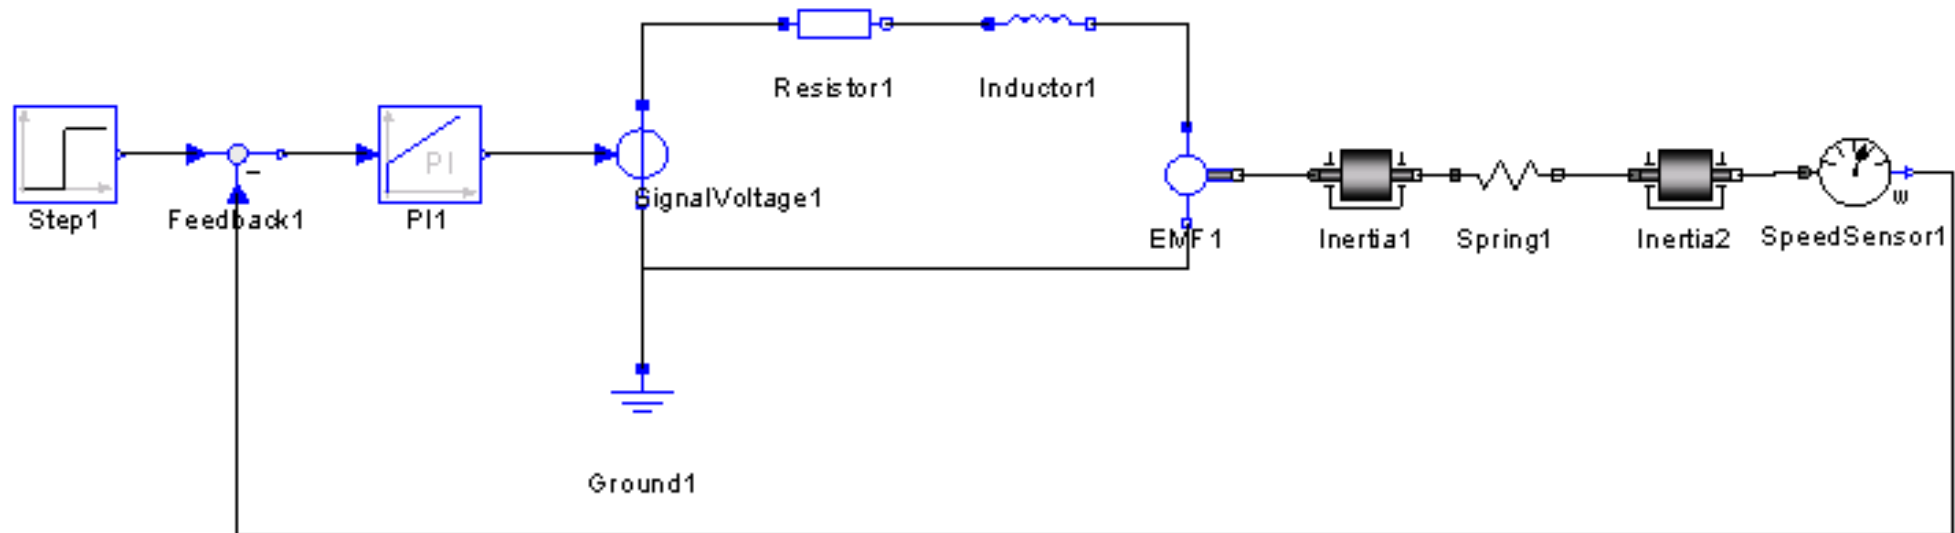 Resistor1
Inductor1
PI
SignalVoltage1
w
Step1
Feedback1
PI1
EMF1
Inertia1
Spring1
Inertia2
SpeedSensor1
Ground1